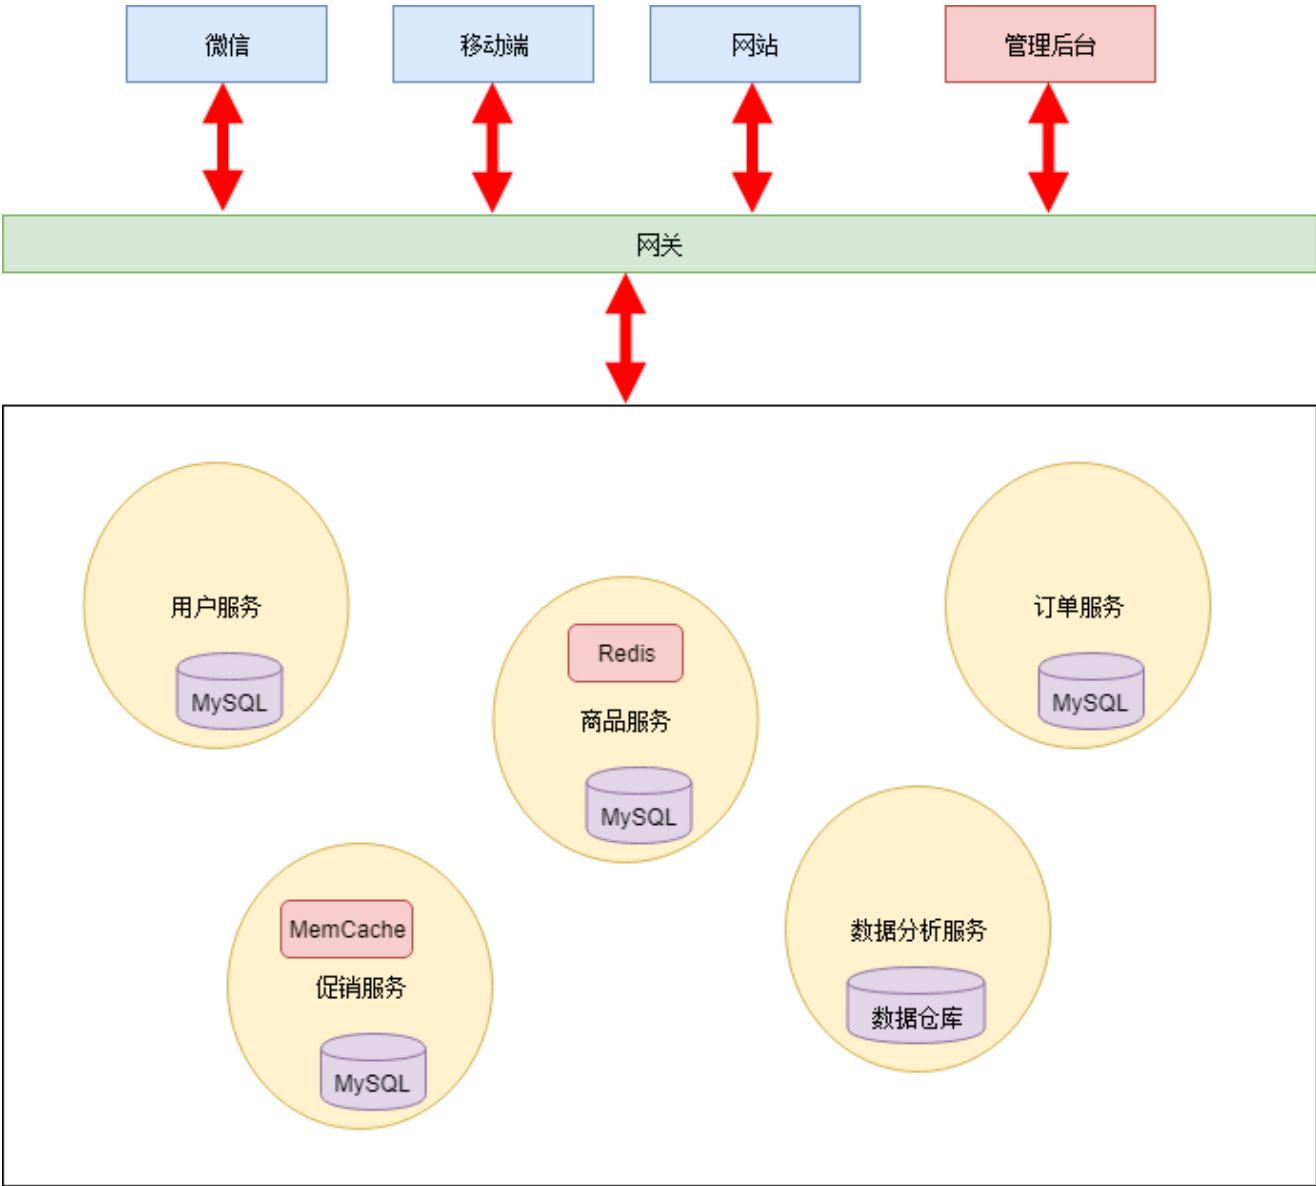 微信
移动端
网站
管理后台
网关
用户服务
MySQL
Redis
商品服务
MySQL
订单服务
MySQL
MemCache
促销服务
MySQL
数据分析服务
数据仓库